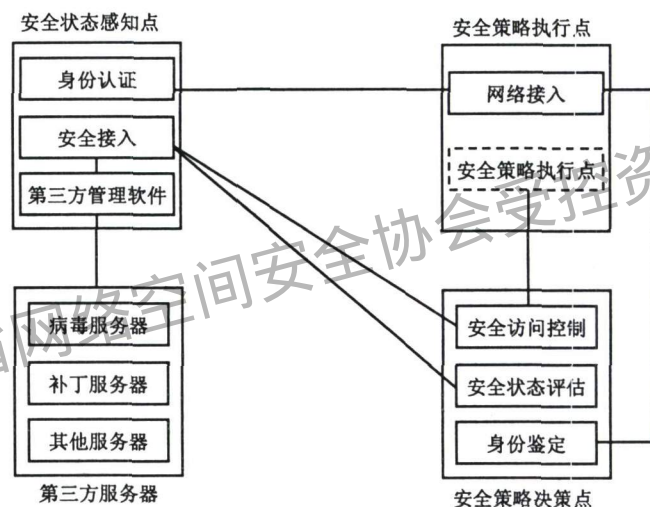 安全状态感知点
身份认证
安全接入
第三方管理软件
病毒服务器
补丁服务器
其他服务器
第三方服务器
安全策略执行点
网络接入
安全策略执行点
安全访问控制
安全状态评估
身份鉴定
安全策略决策点
网络空间安全协会受控资